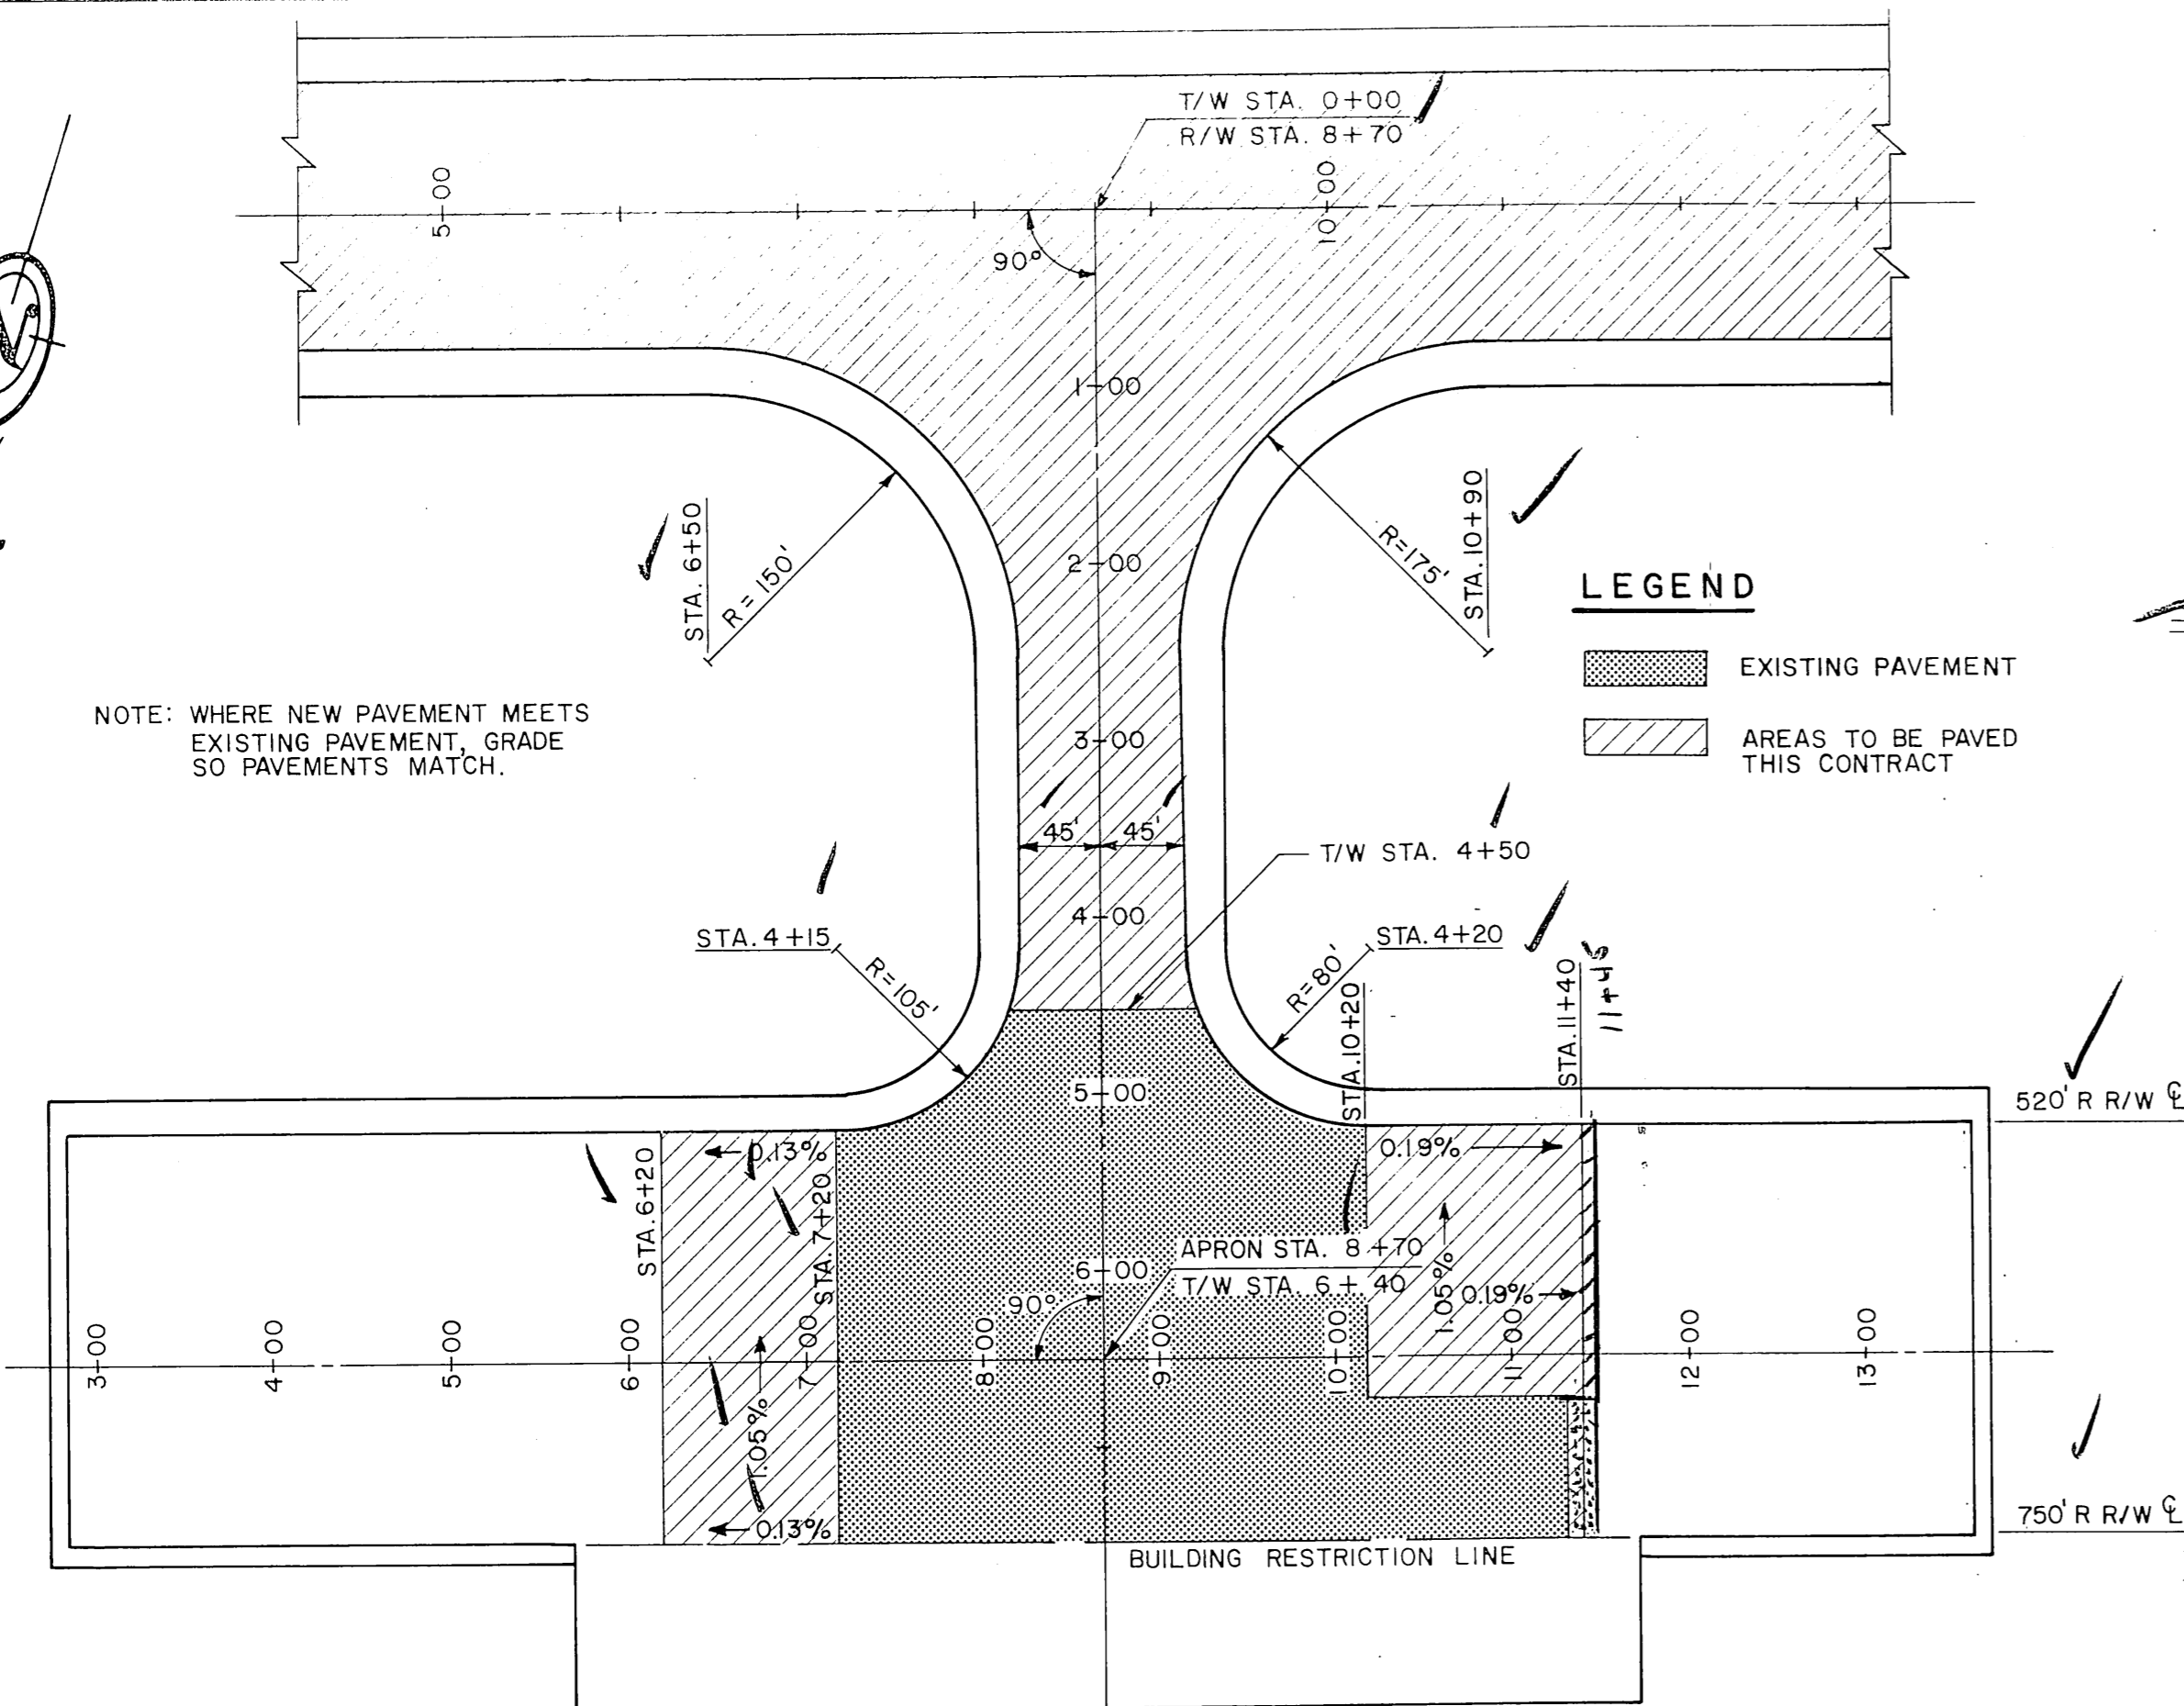 T/W STA. 0+00
R/W STA. 8+70
5+00
10+00
90°
1+00
2+00
3+00
4+00
5+00
6+00
STA. 6+50
R = 150'
R=175'
STA. 10+90
LEGEND
EXISTING PAVEMENT
AREAS TO BE PAVED
THIS CONTRACT
NOTE: WHERE NEW PAVEMENT MEETS
EXISTING PAVEMENT, GRADE
SO PAVEMENTS MATCH.
45'
45'
T/W STA. 4+50
STA. 4+15
R=105'
STA. 4+20
R=80'
STA. 10+20
STA. 11+40
11+45
520' R R/W ℄
0.13%
0.19%
STA. 6+20
STA. 7+20
APRON STA. 8+70
T/W STA. 6+40
90°
1.05%
0.19%
3+00
4+00
5+00
6+00
7+00
8+00
9+00
10+00
11+00
12+00
13+00
1.05%
0.13%
750' R R/W ℄
BUILDING RESTRICTION LINE